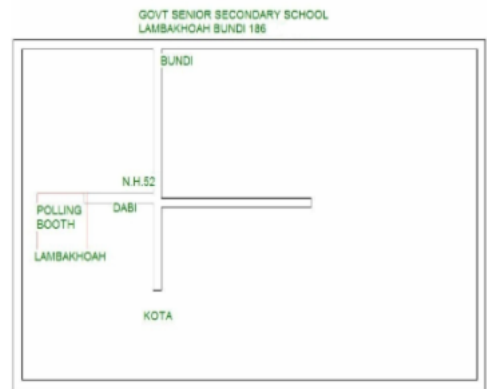 GOVT SENIOR SECONDARY SCHOOL
LAMBAKHOAH BUNDI 186
BUNDI
N.H.52
POLLING
BOOTH
DABI
LAMBAKHOAH
KOTA